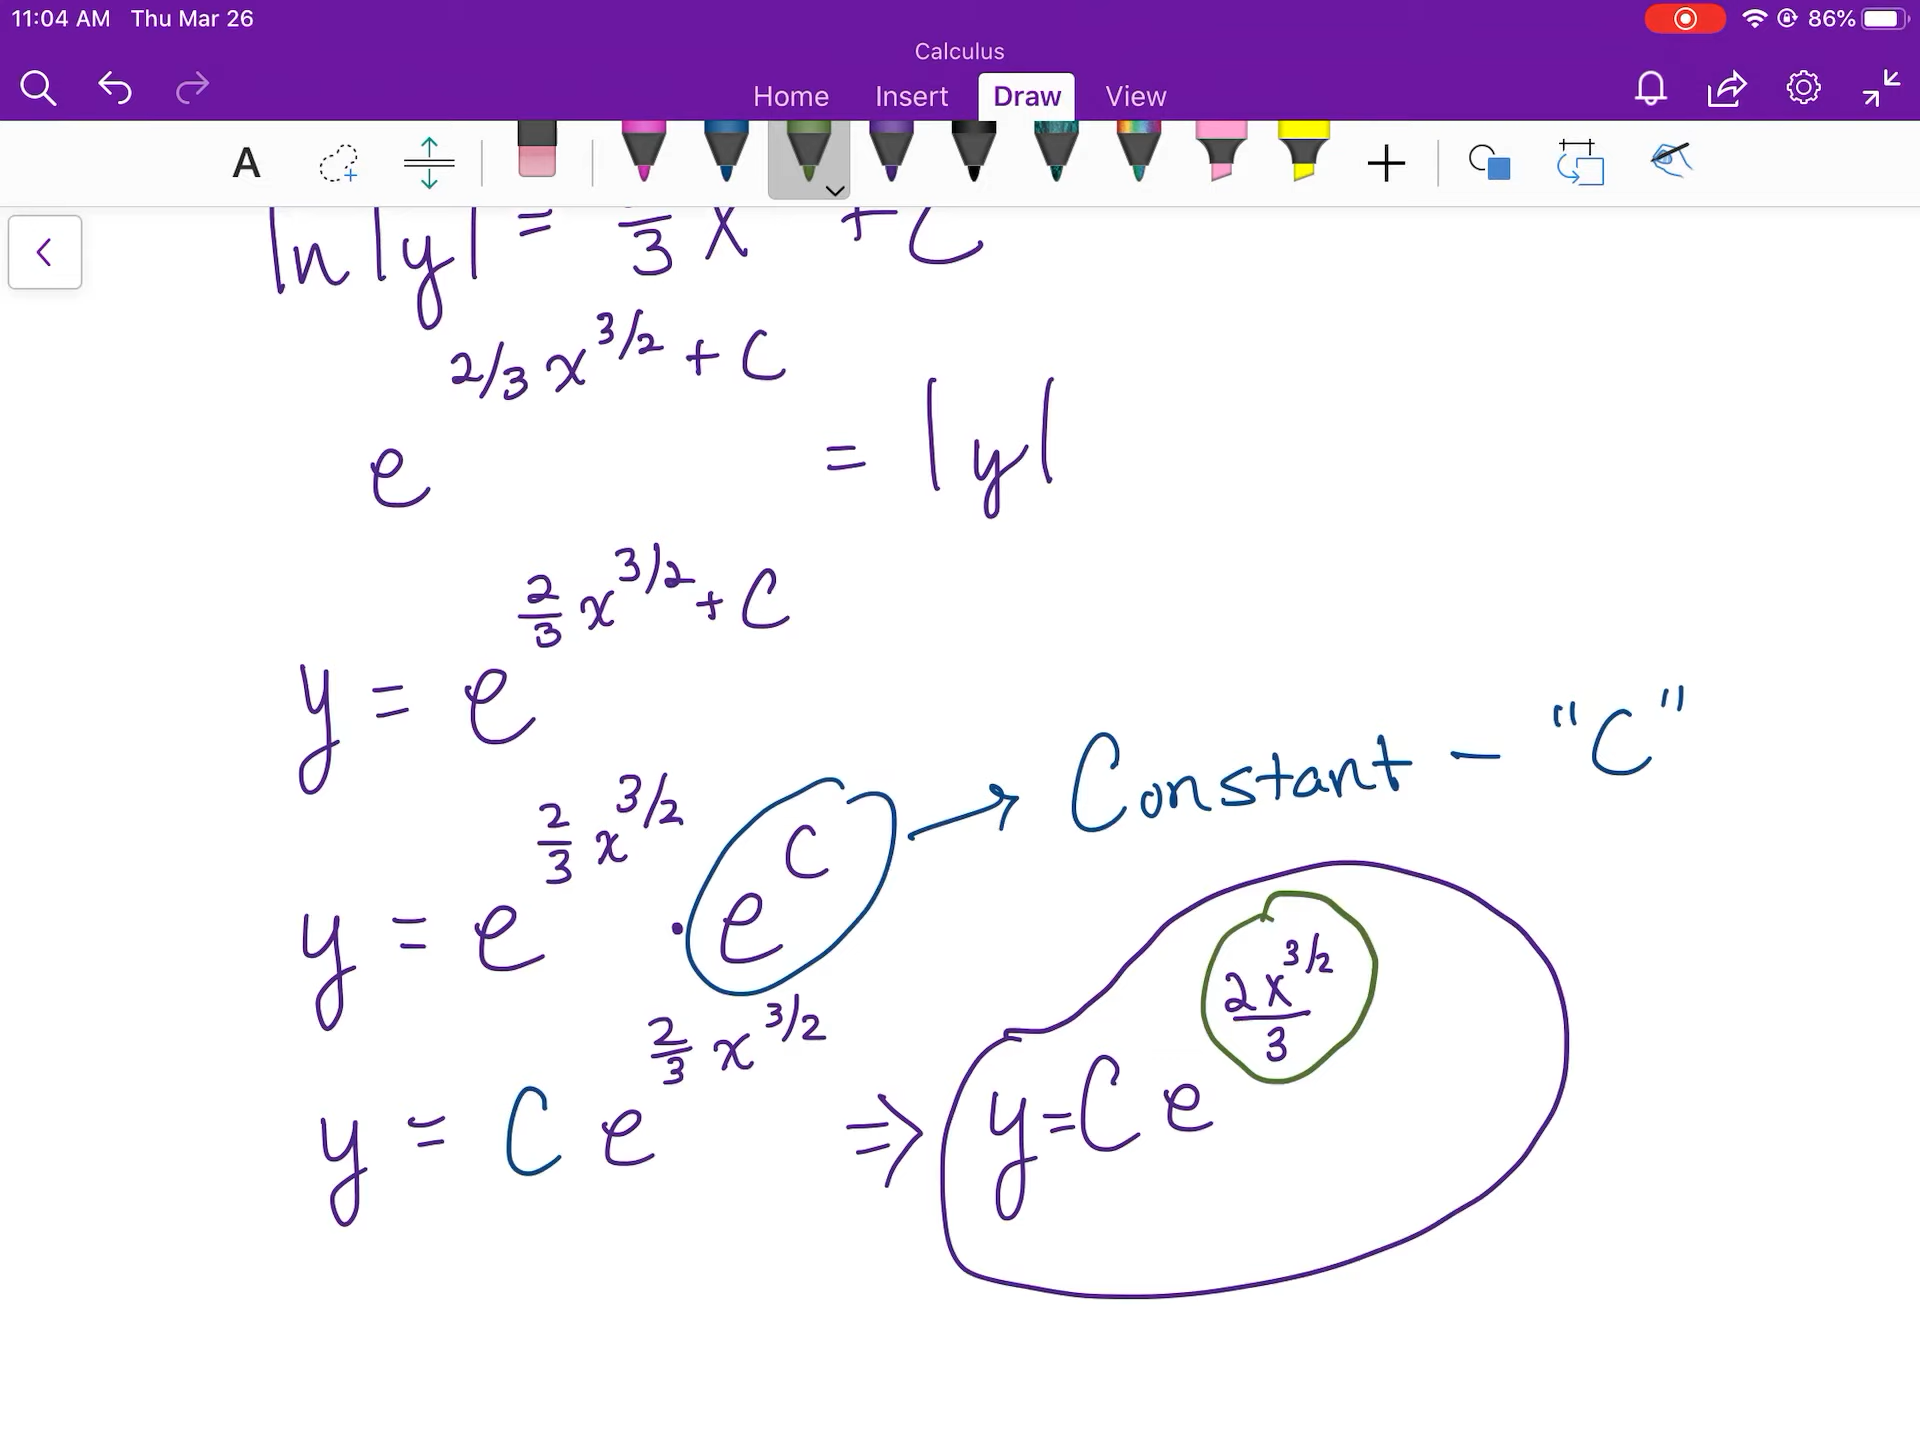 11:04 AM Thu Mar 26
86%
Calculus
Home Insert Draw View
A
ln |y| = /3 x + C
e^(2/3 x^(3/2) + C) = |y|
y = e^(2/3 x^(3/2) + C)
y = e^(2/3 x^(3/2)) · e^C → Constant — "C"
y = C e^(2/3 x^(3/2)) ⇒ y = C e^(2x^(3/2)/3)